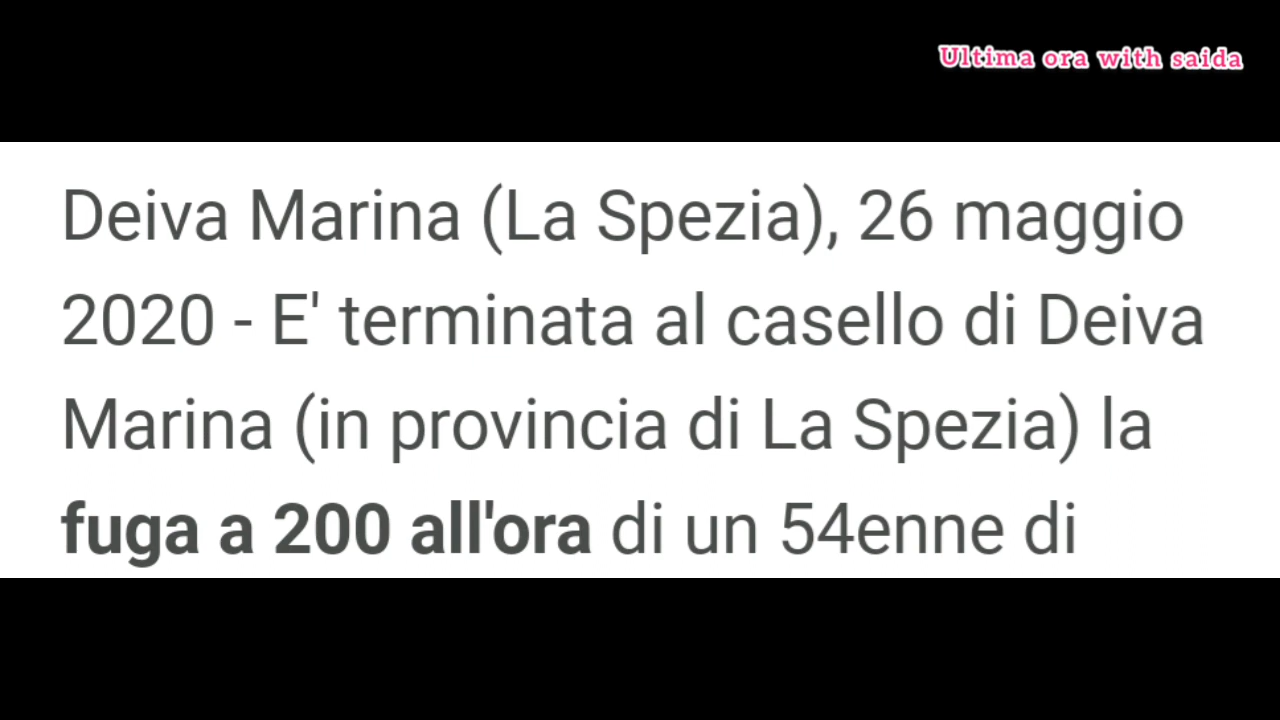 Ultima ora with saida
Deiva Marina (La Spezia), 26 maggio
2020 - E' terminata al casello di Deiva
Marina (in provincia di La Spezia) la
fuga a 200 all'ora di un 54enne di